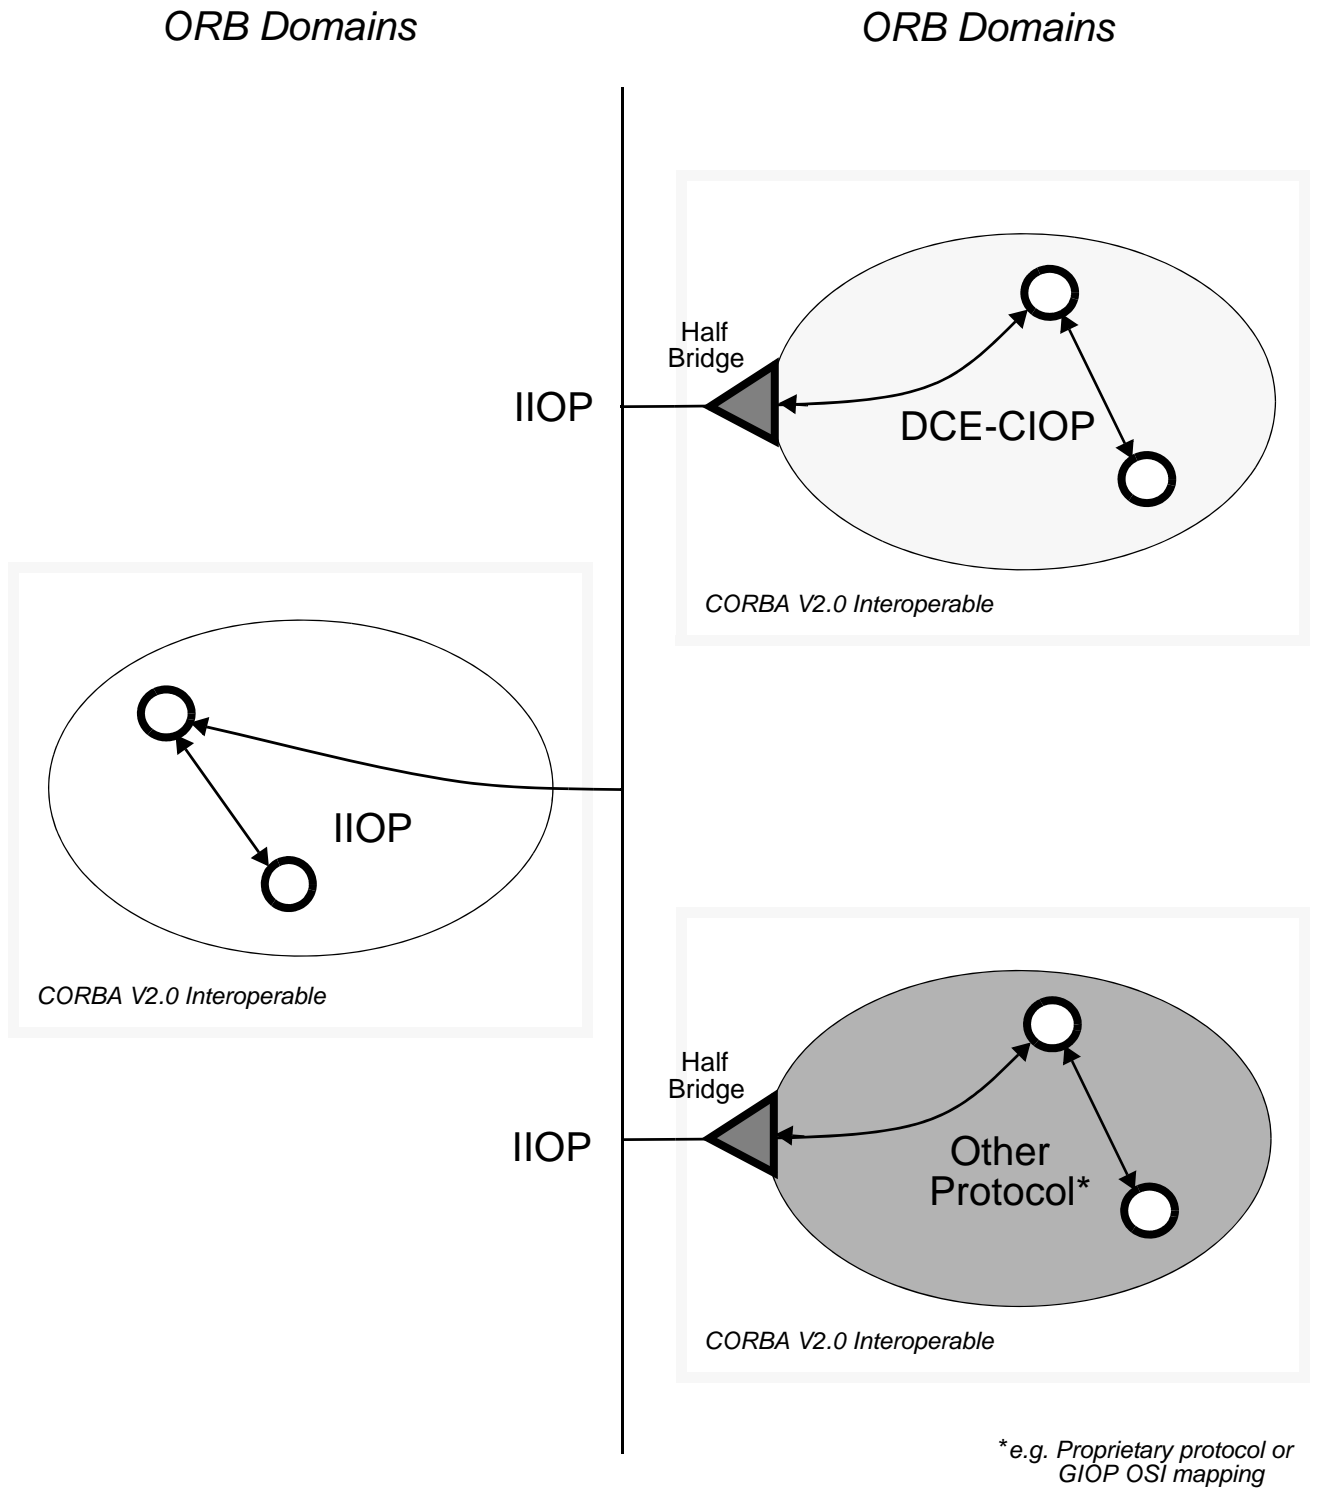 ORB Domains
ORB Domains
Half
Bridge
IIOP
DCE-CIOP
CORBA V2.0 Interoperable
IIOP
CORBA V2.0 Interoperable
Half
Bridge
IIOP
Other
Protocol*
CORBA V2.0 Interoperable
*e.g. Proprietary protocol or
GIOP OSI mapping